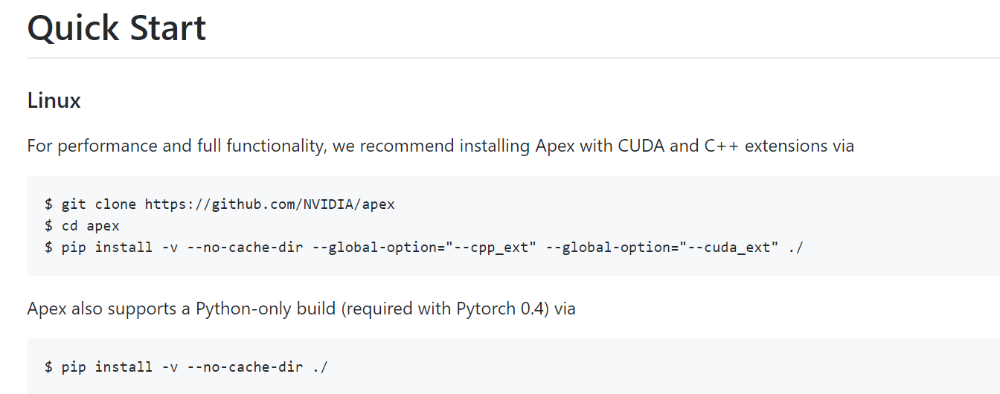 Quick Start
Linux
For performance and full functionality, we recommend installing Apex with CUDA and C++ extensions via
$ git clone https://github.com/NVIDIA/apex
$ cd apex
$ pip install -v --no-cache-dir --global-option="--cpp_ext" --global-option="--cuda_ext" ./
Apex also supports a Python-only build (required with Pytorch 0.4) via
$ pip install -v --no-cache-dir ./